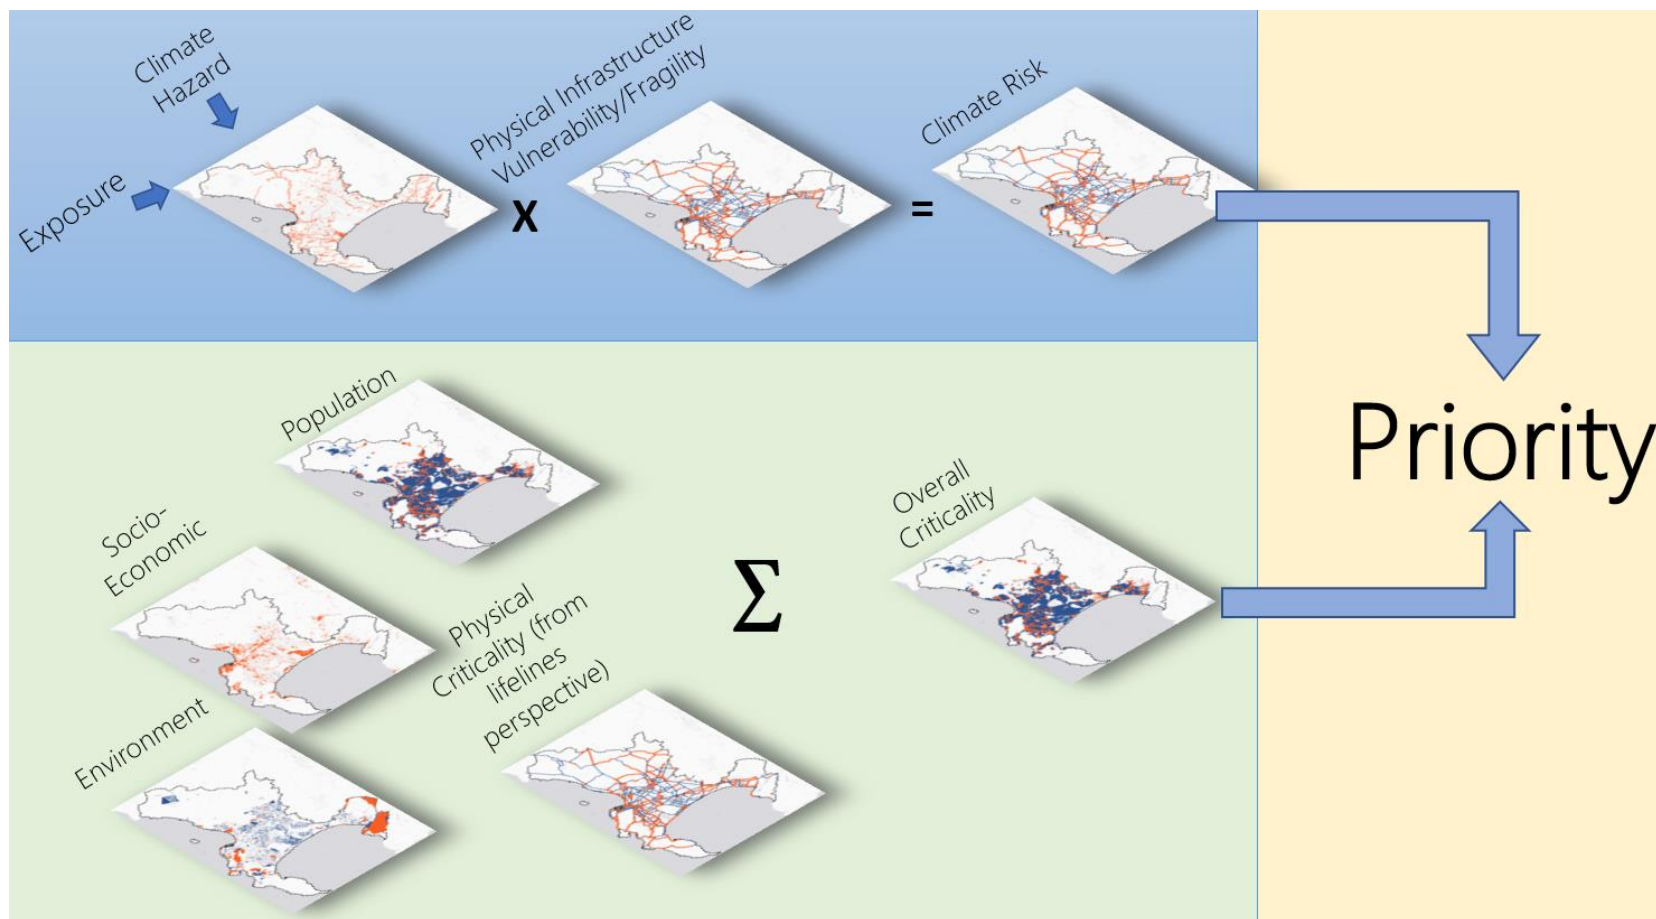 Climate
Hazard
Exposure
X
Physical Infrastructure
Vulnerability/Fragility
=
Climate Risk
Population
Socio-
Economic
Environment
Physical
Criticality (from
lifelines
perspective)
Σ
Overall
Criticality
Priority